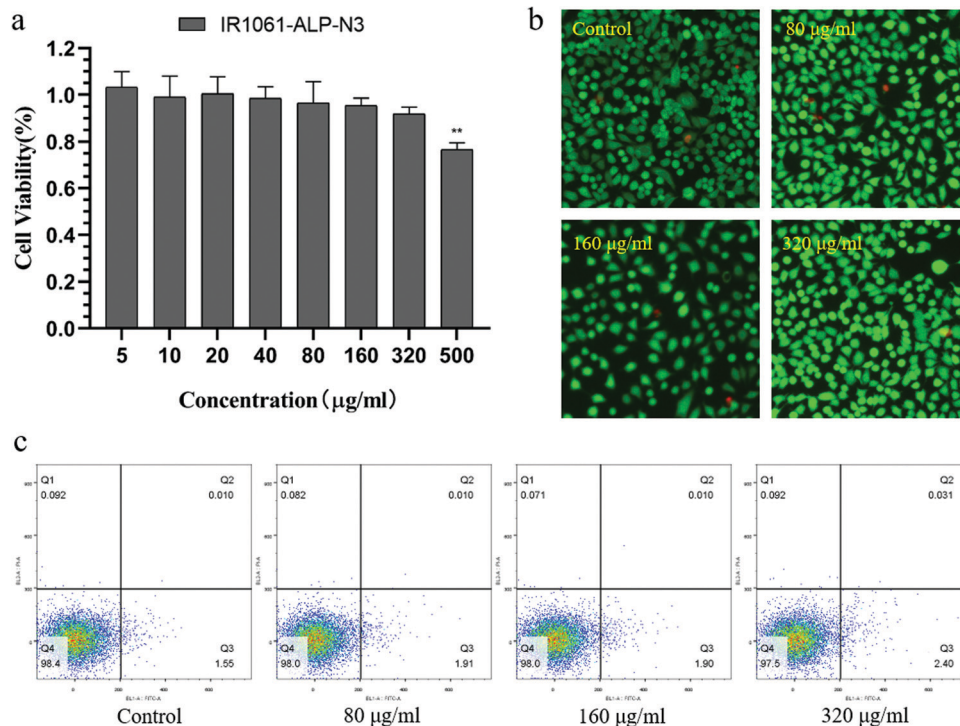 a
IR1061-ALP-N3
1.2
1.0
0.8
0.6
0.4
0.2
0.0
Cell Viability(%)
**
5 10 20 40 80 160 320 500
Concentration (μg/ml)
b
Control
80 μg/ml
160 μg/ml
320 μg/ml
c
Q1
0.092
Q2
0.010
Q4
98.4
Q3
1.55
Control
Q1
0.082
Q2
0.010
Q4
98.0
Q3
1.91
80 μg/ml
Q1
0.071
Q2
0.010
Q4
98.0
Q3
1.90
160 μg/ml
Q1
0.092
Q2
0.031
Q4
97.5
Q3
2.40
320 μg/ml